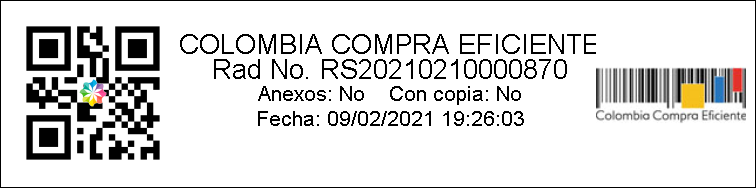 COLOMBIA COMPRA EFICIENTE
Rad No. RS20210210000870
Anexos: No Con copia: No
Fecha: 09/02/2021 19:26:03
Colombia Compra Eficiente